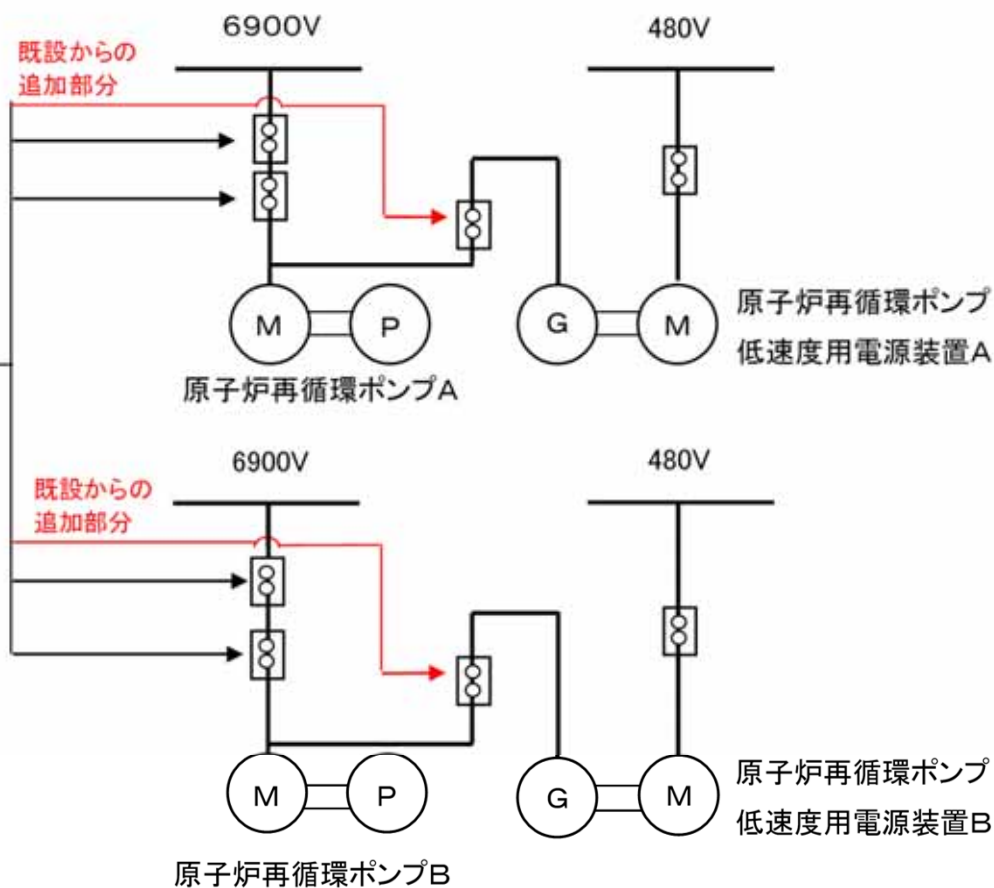 6900V
480V
既設からの
追加部分
M
P
G
M
原子炉再循環ポンプ
低速度用電源装置A
原子炉再循環ポンプA
6900V
480V
既設からの
追加部分
M
P
G
M
原子炉再循環ポンプ
低速度用電源装置B
原子炉再循環ポンプB